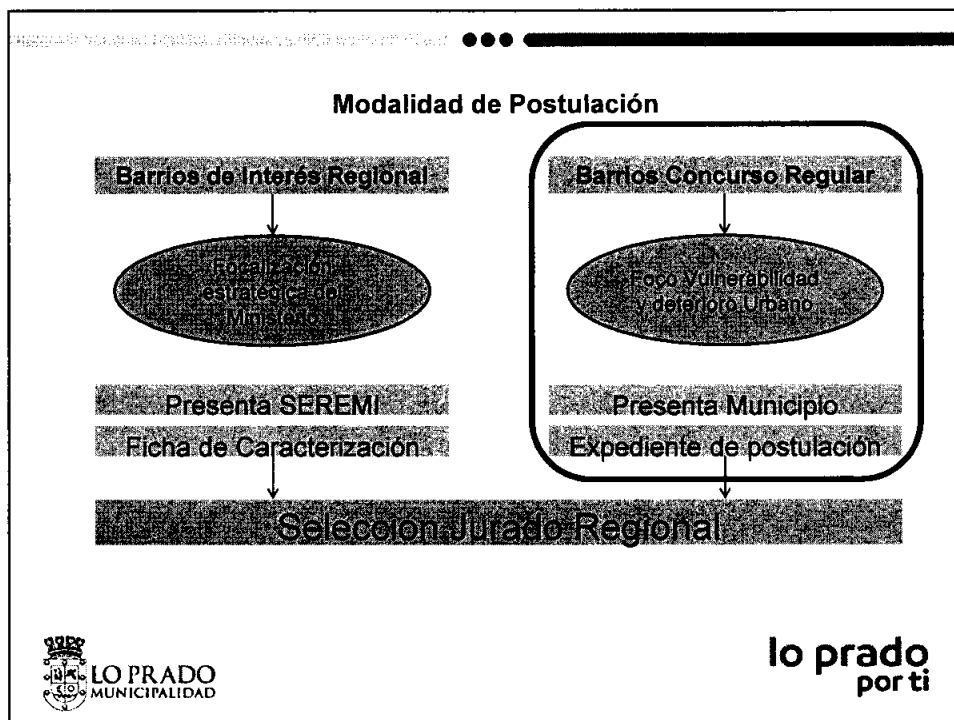 Modalidad de Postulación
Barrios de Interés Regional
Focalización
estratégica del
Ministerio
Presenta SEREMI
Ficha de Caracterización
Barrios Concurso Regular
Foco Vulnerabilidad
y deterioro Urbano
Presenta Municipio
Expediente de postulación
Selección Jurado Regional
LO PRADO
MUNICIPALIDAD
lo prado
por ti